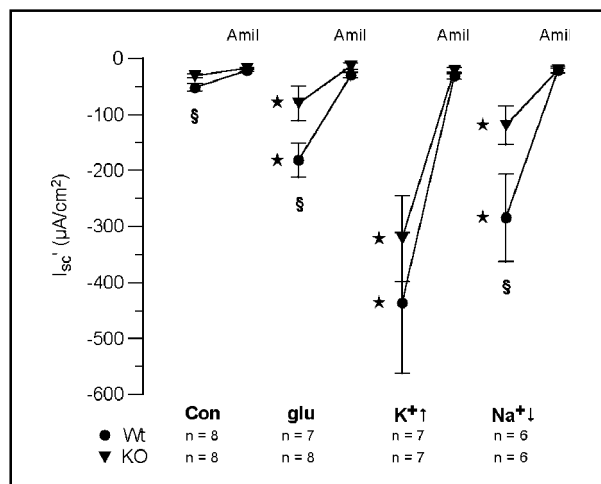 Amil Amil Amil Amil
0
-100
-200
-300
-400
-500
-600
Isc' (µA/cm²)
§ § §
Con glu K⁺↑ Na⁺↓
Wt n = 8 n = 7 n = 7 n = 6
KO n = 8 n = 8 n = 7 n = 6